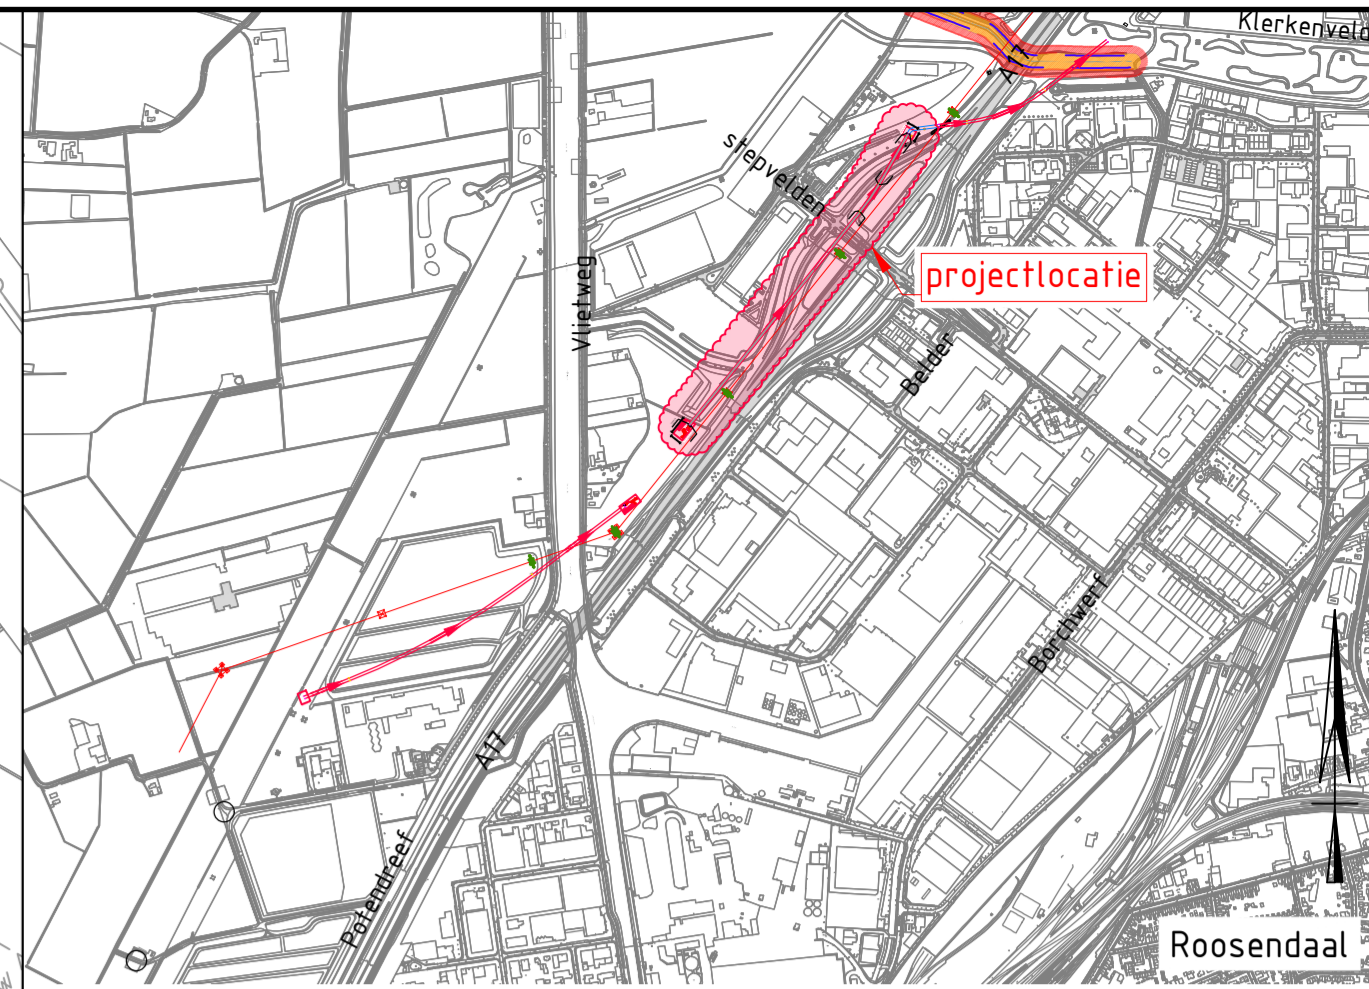 Klerkenveld
A17
stepvelden
Vlietweg
projectlocatie
Belder
Borchwerf
A17
Potendreef
Roosendaal